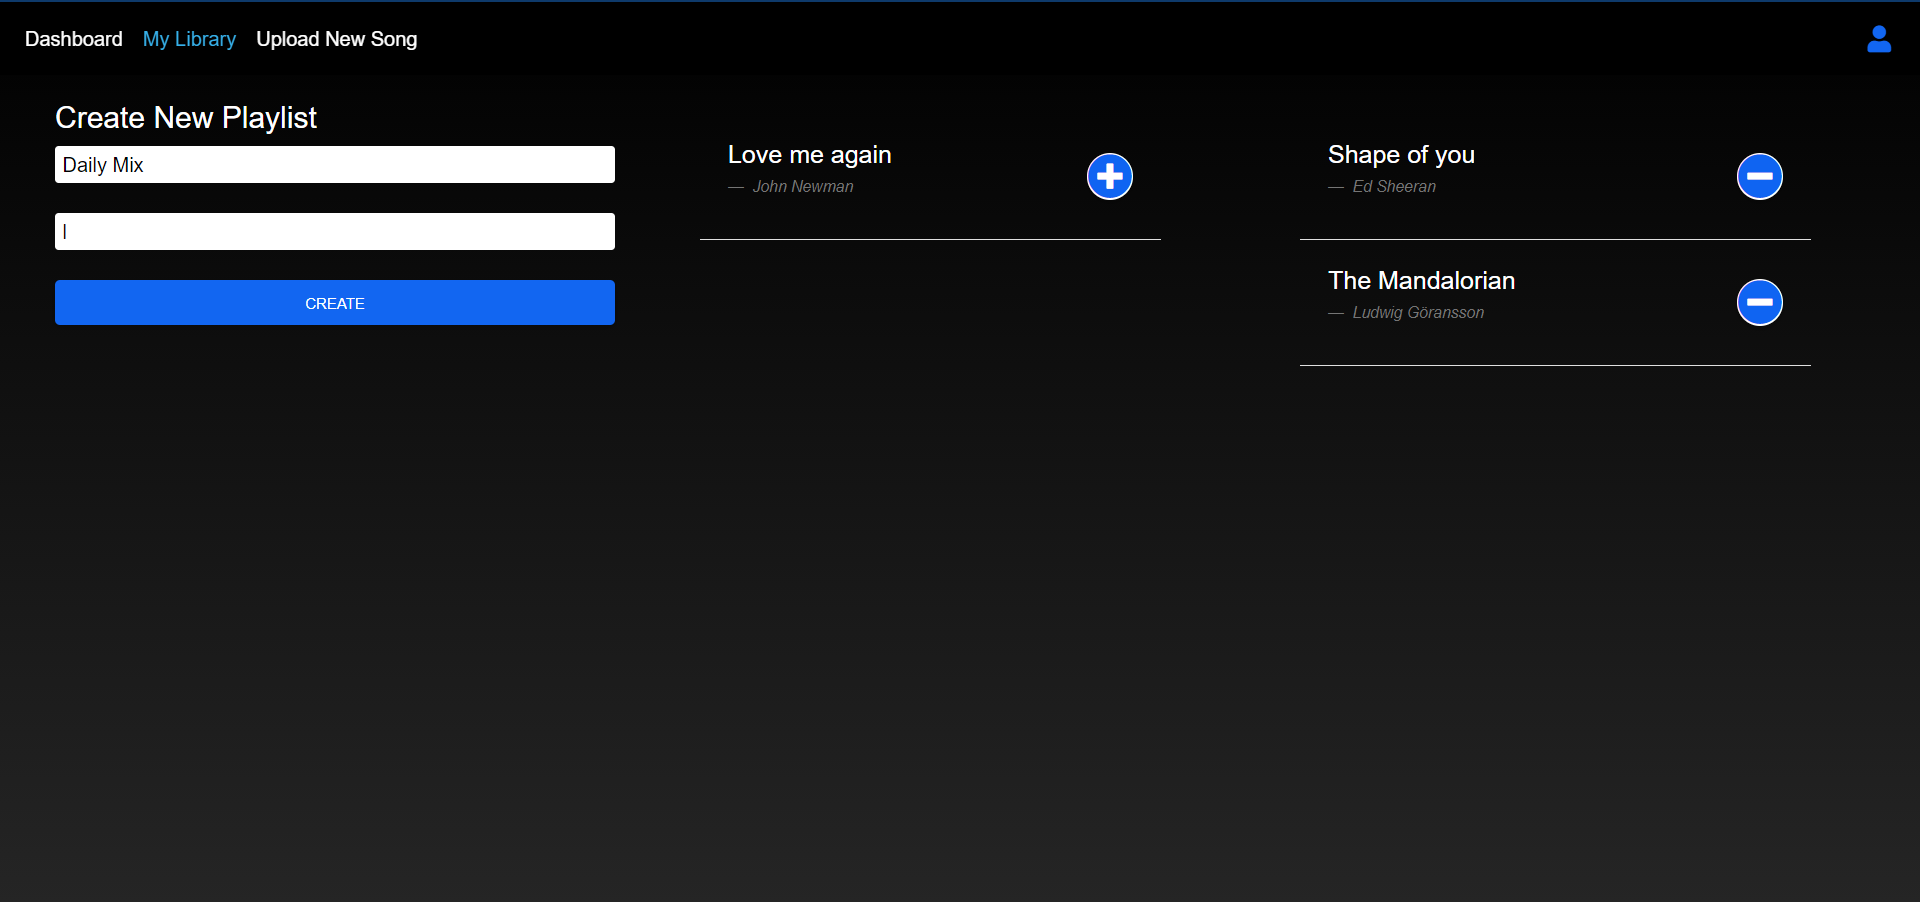 Dashboard My Library Upload New Song
Create New Playlist
Daily Mix
CREATE
Love me again
— John Newman
Shape of you
— Ed Sheeran
The Mandalorian
— Ludwig Göransson